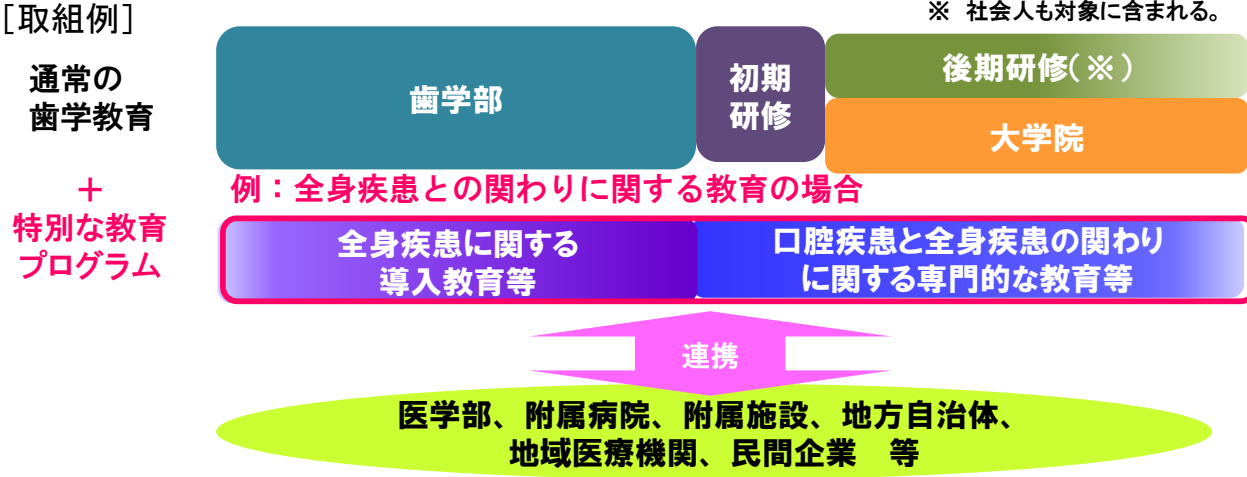 ［取組例］
※ 社会人も対象に含まれる。
通常の
歯学教育
歯学部
初期
研修
後期研修(※)
大学院
＋
特別な教育
プログラム
例：全身疾患との関わりに関する教育の場合
全身疾患に関する
導入教育等
口腔疾患と全身疾患の関わり
に関する専門的な教育等
連携
医学部、附属病院、附属施設、地方自治体、
地域医療機関、民間企業　等